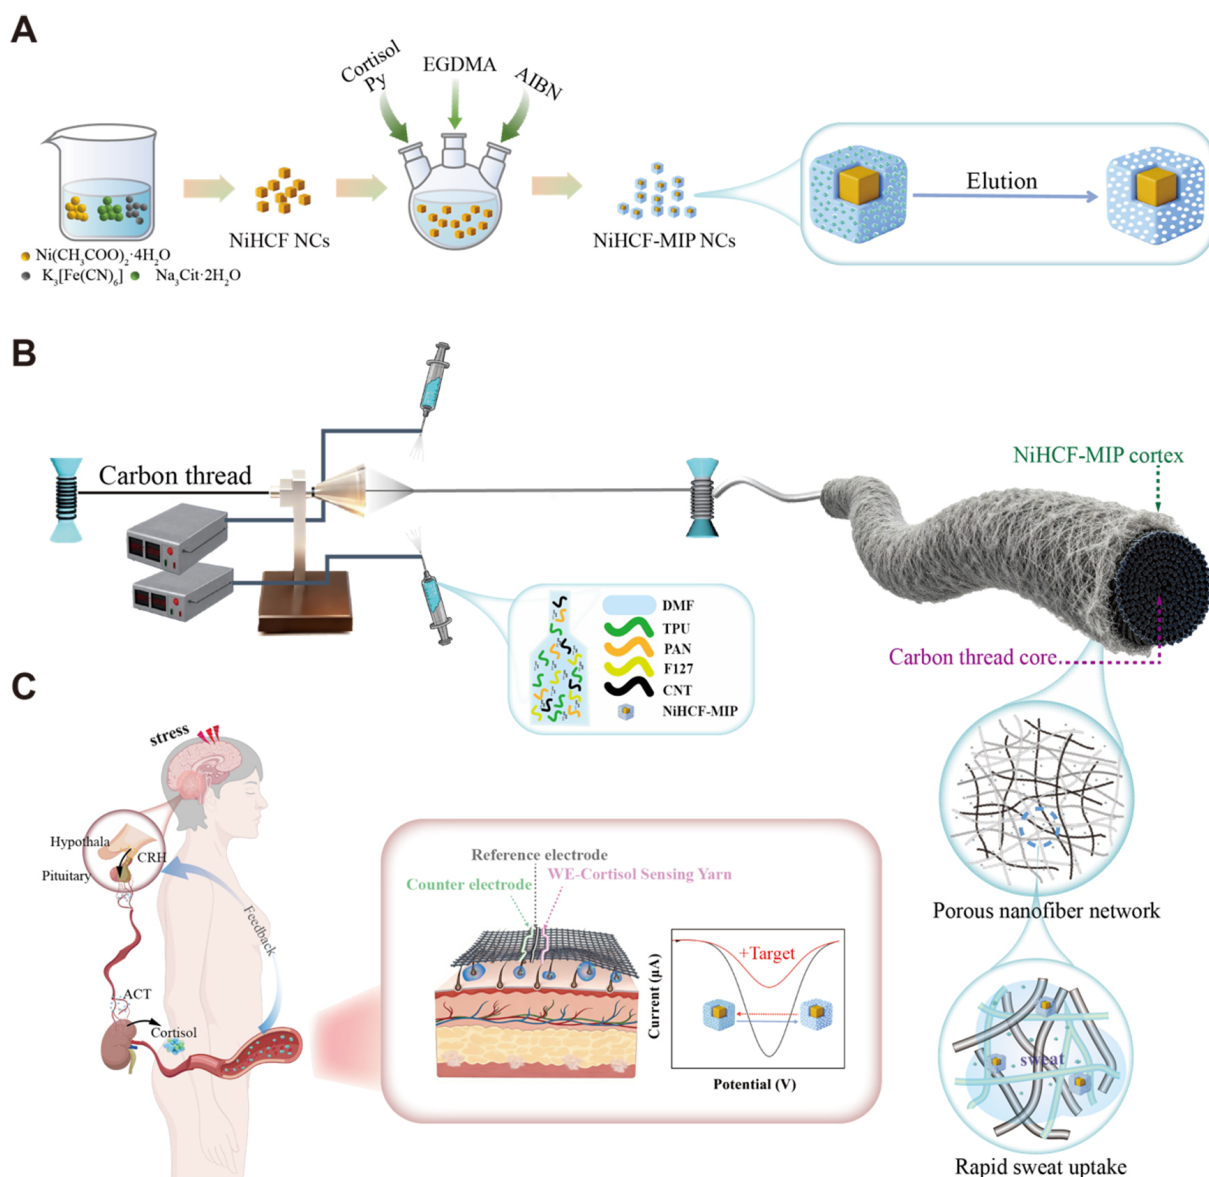 A
Cortisol
Py
EGDMA
AIBN
Elution
NiHCF NCs
NiHCF-MIP NCs
Ni(CH₃COO)₂·4H₂O
K₃[Fe(CN)₆]
Na₃Cit·2H₂O
B
Carbon thread
NiHCF-MIP cortex
DMF
TPU
PAN
F127
CNT
NiHCF-MIP
Carbon thread core
C
stress
Hypothala
CRH
Pituitary
Feedback
ACT
Cortisol
Reference electrode
WE-Cortisol Sensing Yarn
Counter electrode
+Target
Current (μA)
Potential (V)
Porous nanofiber network
sweat
Rapid sweat uptake